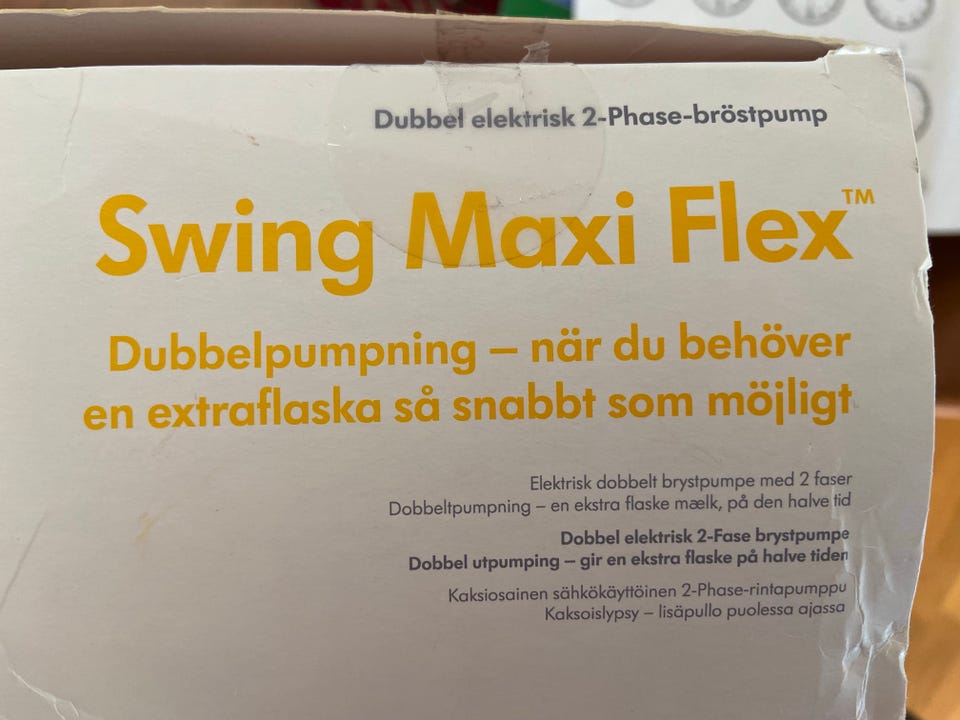 Dubbel elektrisk 2-Phase-bröstpump
Swing Maxi Flex™
Dubbelpumpning – när du behöver
en extraflaska så snabbt som möjligt
Elektrisk dobbelt brystpumpe med 2 faser
Dobbeltpumpning – en ekstra flaske mælk, på den halve tid
Dobbel elektrisk 2-Fase brystpumpe
Dobbel utpumping – gir en ekstra flaske på halve tiden
Kaksiosainen sähkökäyttöinen 2-Phase-rintapumppu
Kaksoislypsy – lisäpullo puolessa ajassa